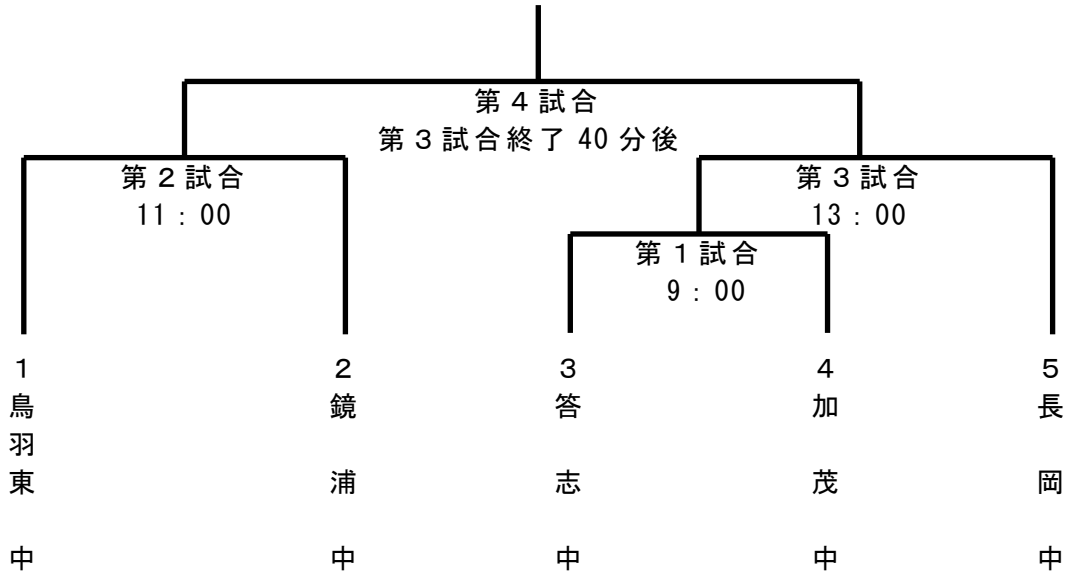 第４試合
第３試合終了 40 分後
第２試合
11：00
第３試合
13：00
第１試合
9：00
1
鳥羽東中
2
鏡浦中
3
答志中
4
加茂中
5
長岡中